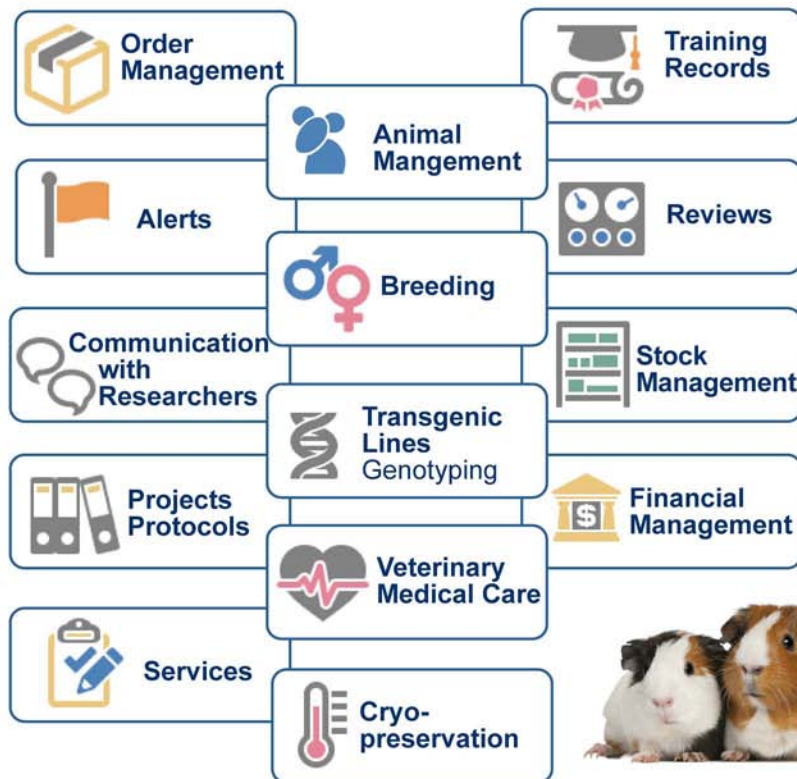 Order
Management
Training
Records
Animal
Mangement
Alerts
Reviews
Breeding
Communication
with
Researchers
Stock
Management
Transgenic
Lines
Genotyping
Projects
Protocols
$
Financial
Management
Veterinary
Medical Care
Services
Cryo-
preservation